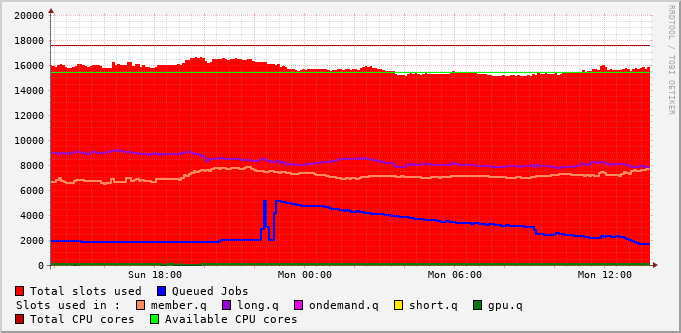 20000
18000
16000
14000
12000
10000
8000
6000
4000
2000
0
Sun 18:00 Mon 00:00 Mon 06:00 Mon 12:00
RRDTOOL / TOBI OETIKER
Total slots used Queued Jobs
Slots used in : member.q long.q ondemand.q short.q gpu.q
Total CPU cores Available CPU cores